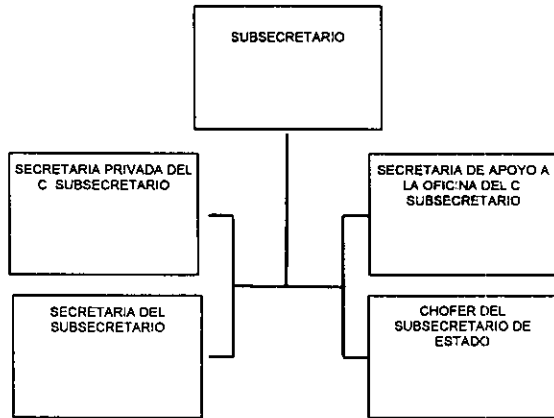 SUBSECRETARIO
SECRETARIA PRIVADA DEL
C SUBSECRETARIO
SECRETARIA DE APOYO A
LA OFICINA DEL C
SUBSECRETARIO
SECRETARIA DEL
SUBSECRETARIO
CHOFER DEL
SUBSECRETARIO DE
ESTADO